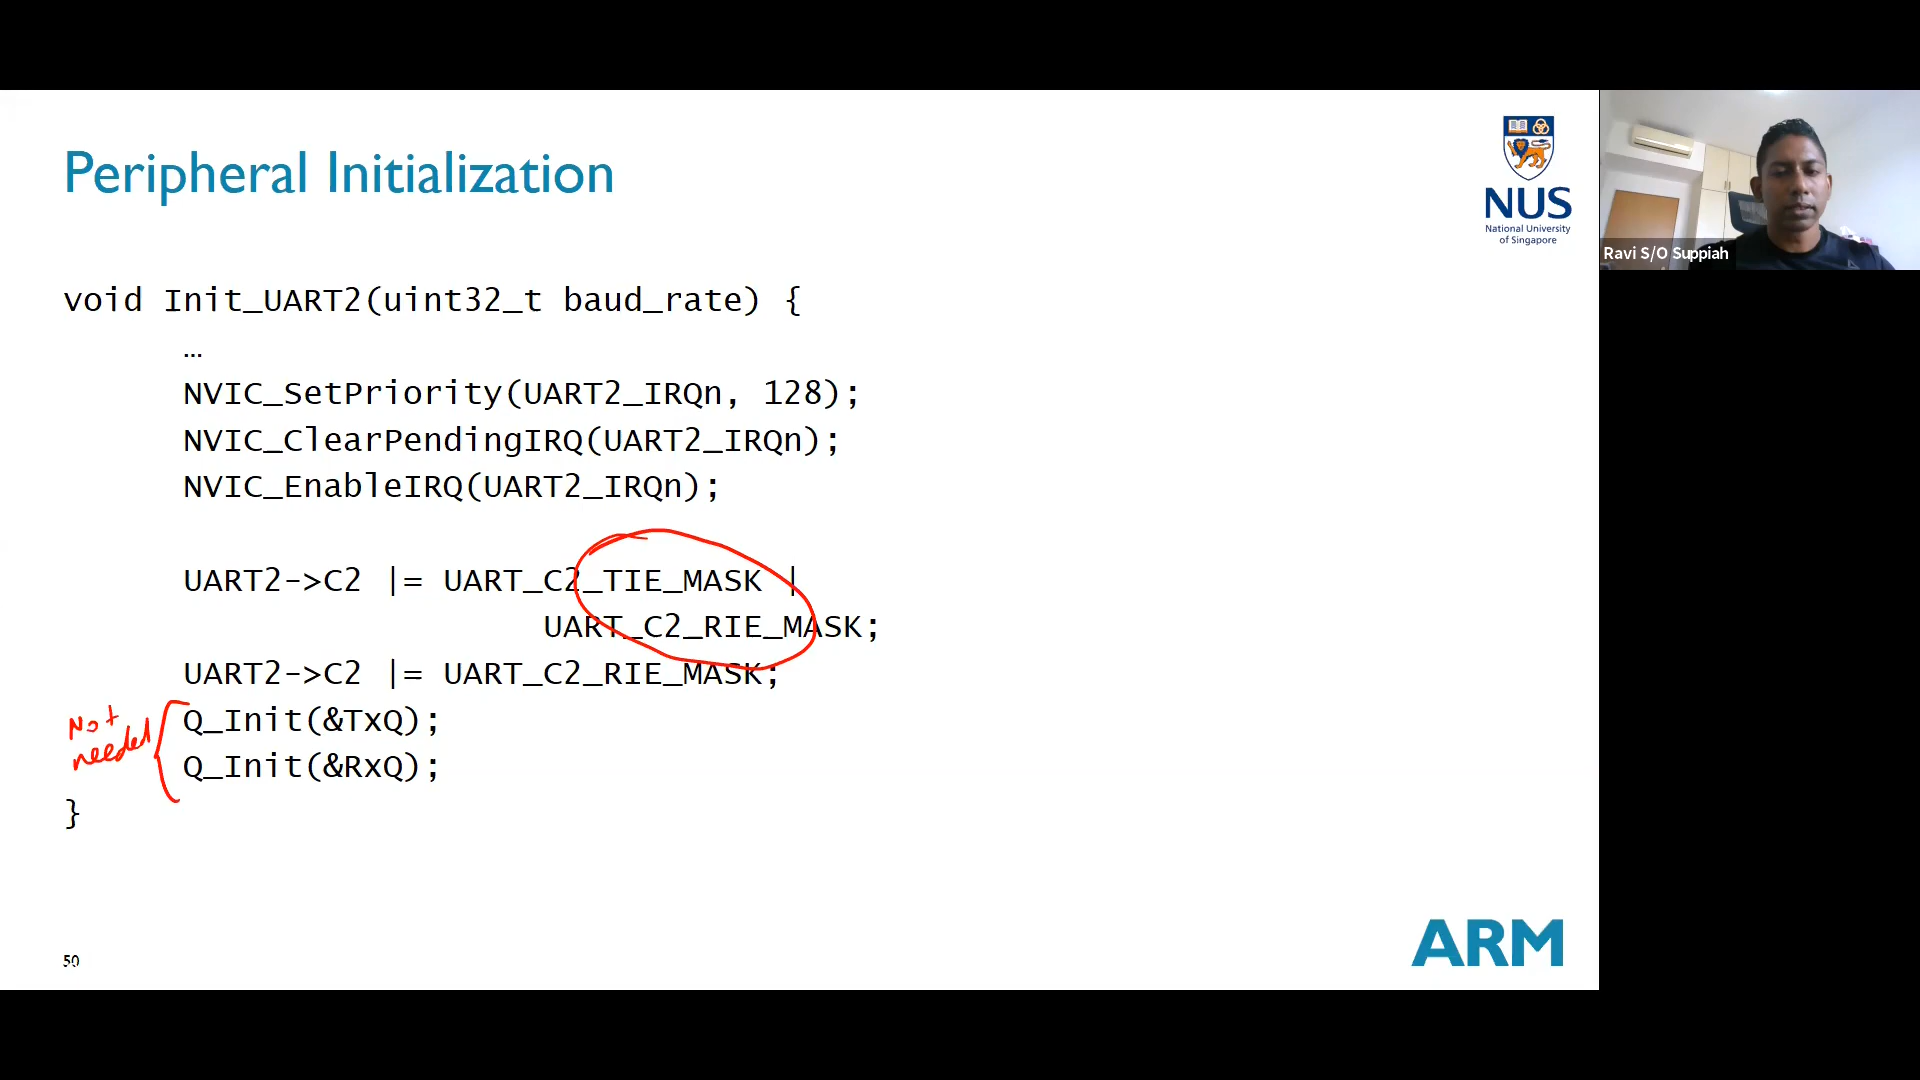 Peripheral Initialization
NUS
National University
of Singapore
Ravi S/O Suppiah
void Init_UART2(uint32_t baud_rate) {
…
NVIC_SetPriority(UART2_IRQn, 128);
NVIC_ClearPendingIRQ(UART2_IRQn);
NVIC_EnableIRQ(UART2_IRQn);
UART2->C2 |= UART_C2_TIE_MASK |
UART_C2_RIE_MASK;
UART2->C2 |= UART_C2_RIE_MASK;
Not
needed
Q_Init(&TxQ);
Q_Init(&RxQ);
}
50
ARM